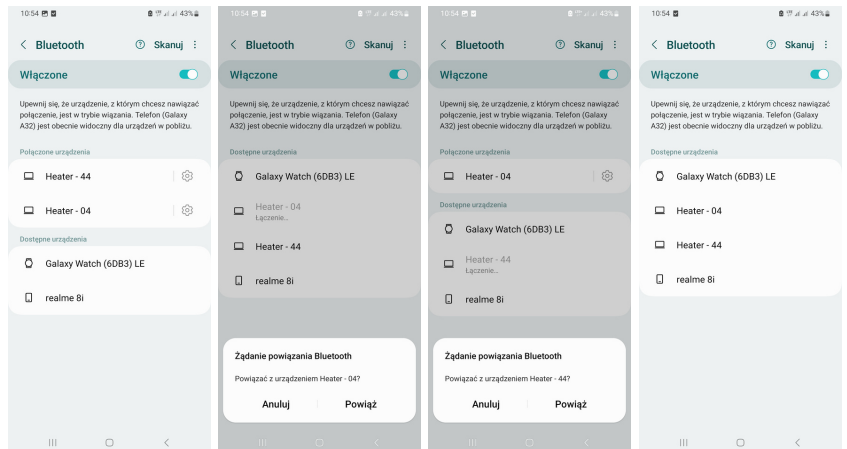 10:54
43%
Bluetooth
Skanuj
Włączone
Upewnij się, że urządzenie, z którym chcesz nawiązać
połączenie, jest w trybie wiązania. Telefon (Galaxy
A32) jest obecnie widoczny dla urządzeń w pobliżu.
Połączone urządzenia
Heater - 44
Heater - 04
Dostępne urządzenia
Galaxy Watch (6DB3) LE
realme 8i
10:54
43%
Bluetooth
Skanuj
Włączone
Upewnij się, że urządzenie, z którym chcesz nawiązać
połączenie, jest w trybie wiązania. Telefon (Galaxy
A32) jest obecnie widoczny dla urządzeń w pobliżu.
Dostępne urządzenia
Galaxy Watch (6DB3) LE
Heater - 04
Łączenie...
Heater - 44
realme 8i
Żądanie powiązania Bluetooth
Powiązać z urządzeniem Heater - 04?
Anuluj
Powiąż
10:54
43%
Bluetooth
Skanuj
Włączone
Upewnij się, że urządzenie, z którym chcesz nawiązać
połączenie, jest w trybie wiązania. Telefon (Galaxy
A32) jest obecnie widoczny dla urządzeń w pobliżu.
Połączone urządzenia
Heater - 04
Dostępne urządzenia
Galaxy Watch (6DB3) LE
Heater - 44
Łączenie...
realme 8i
Żądanie powiązania Bluetooth
Powiązać z urządzeniem Heater - 44?
Anuluj
Powiąż
10:54
43%
Bluetooth
Skanuj
Włączone
Upewnij się, że urządzenie, z którym chcesz nawiązać
połączenie, jest w trybie wiązania. Telefon (Galaxy
A32) jest obecnie widoczny dla urządzeń w pobliżu.
Dostępne urządzenia
Galaxy Watch (6DB3) LE
Heater - 04
Heater - 44
realme 8i